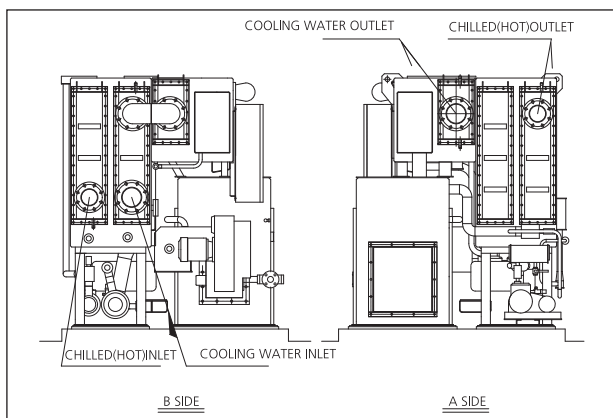 COOLING WATER OUTLET
CHILLED(HOT)OUTLET
CHILLED(HOT)INLET
COOLING WATER INLET
B SIDE
A SIDE